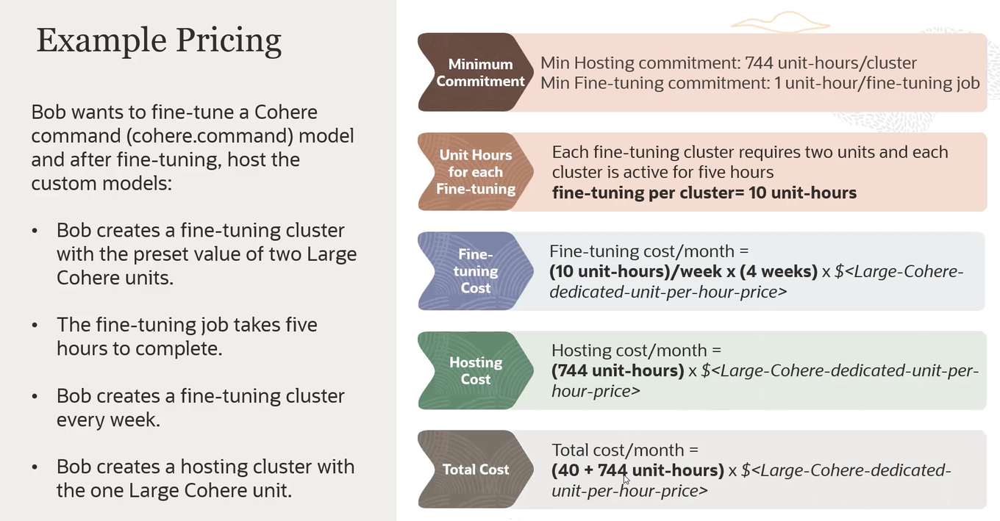 Example Pricing
Bob wants to fine-tune a Cohere
command (cohere.command) model
and after fine-tuning, host the
custom models:
• Bob creates a fine-tuning cluster
with the preset value of two Large
Cohere units.
• The fine-tuning job takes five
hours to complete.
• Bob creates a fine-tuning cluster
every week.
• Bob creates a hosting cluster with
the one Large Cohere unit.
Minimum
Commitment
Min Hosting commitment: 744 unit-hours/cluster
Min Fine-tuning commitment: 1 unit-hour/fine-tuning job
Unit Hours
for each
Fine-tuning
Each fine-tuning cluster requires two units and each
cluster is active for five hours
fine-tuning per cluster= 10 unit-hours
Fine-
tuning
Cost
Fine-tuning cost/month =
(10 unit-hours)/week x (4 weeks) x $<Large-Cohere-
dedicated-unit-per-hour-price>
Hosting
Cost
Hosting cost/month =
(744 unit-hours) x $<Large-Cohere-dedicated-unit-per-
hour-price>
Total Cost
Total cost/month =
(40 + 744 unit-hours) x $<Large-Cohere-dedicated-
unit-per-hour-price>